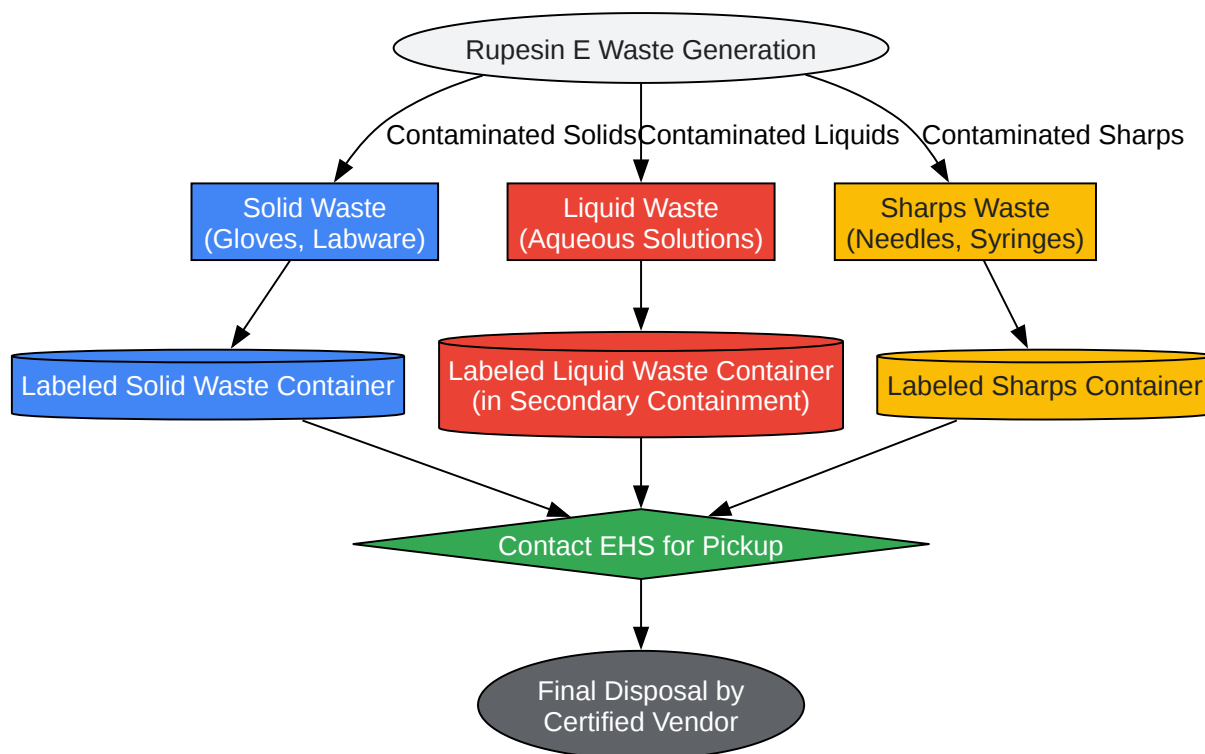 Rupesin E Waste Generation
Contaminated Solids
Contaminated Liquids
Contaminated Sharps
Solid Waste
(Gloves, Labware)
Liquid Waste
(Aqueous Solutions)
Sharps Waste
(Needles, Syringes)
Labeled Solid Waste Container
Labeled Liquid Waste Container
(in Secondary Containment)
Labeled Sharps Container
Contact EHS for Pickup
Final Disposal by
Certified Vendor